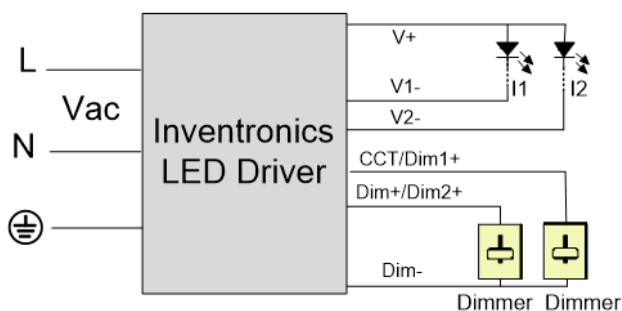 L
Vac
N
Inventronics
LED Driver
V+
V1-
I1
I2
V2-
CCT/Dim1+
Dim+/Dim2+
Dim-
Dimmer
Dimmer